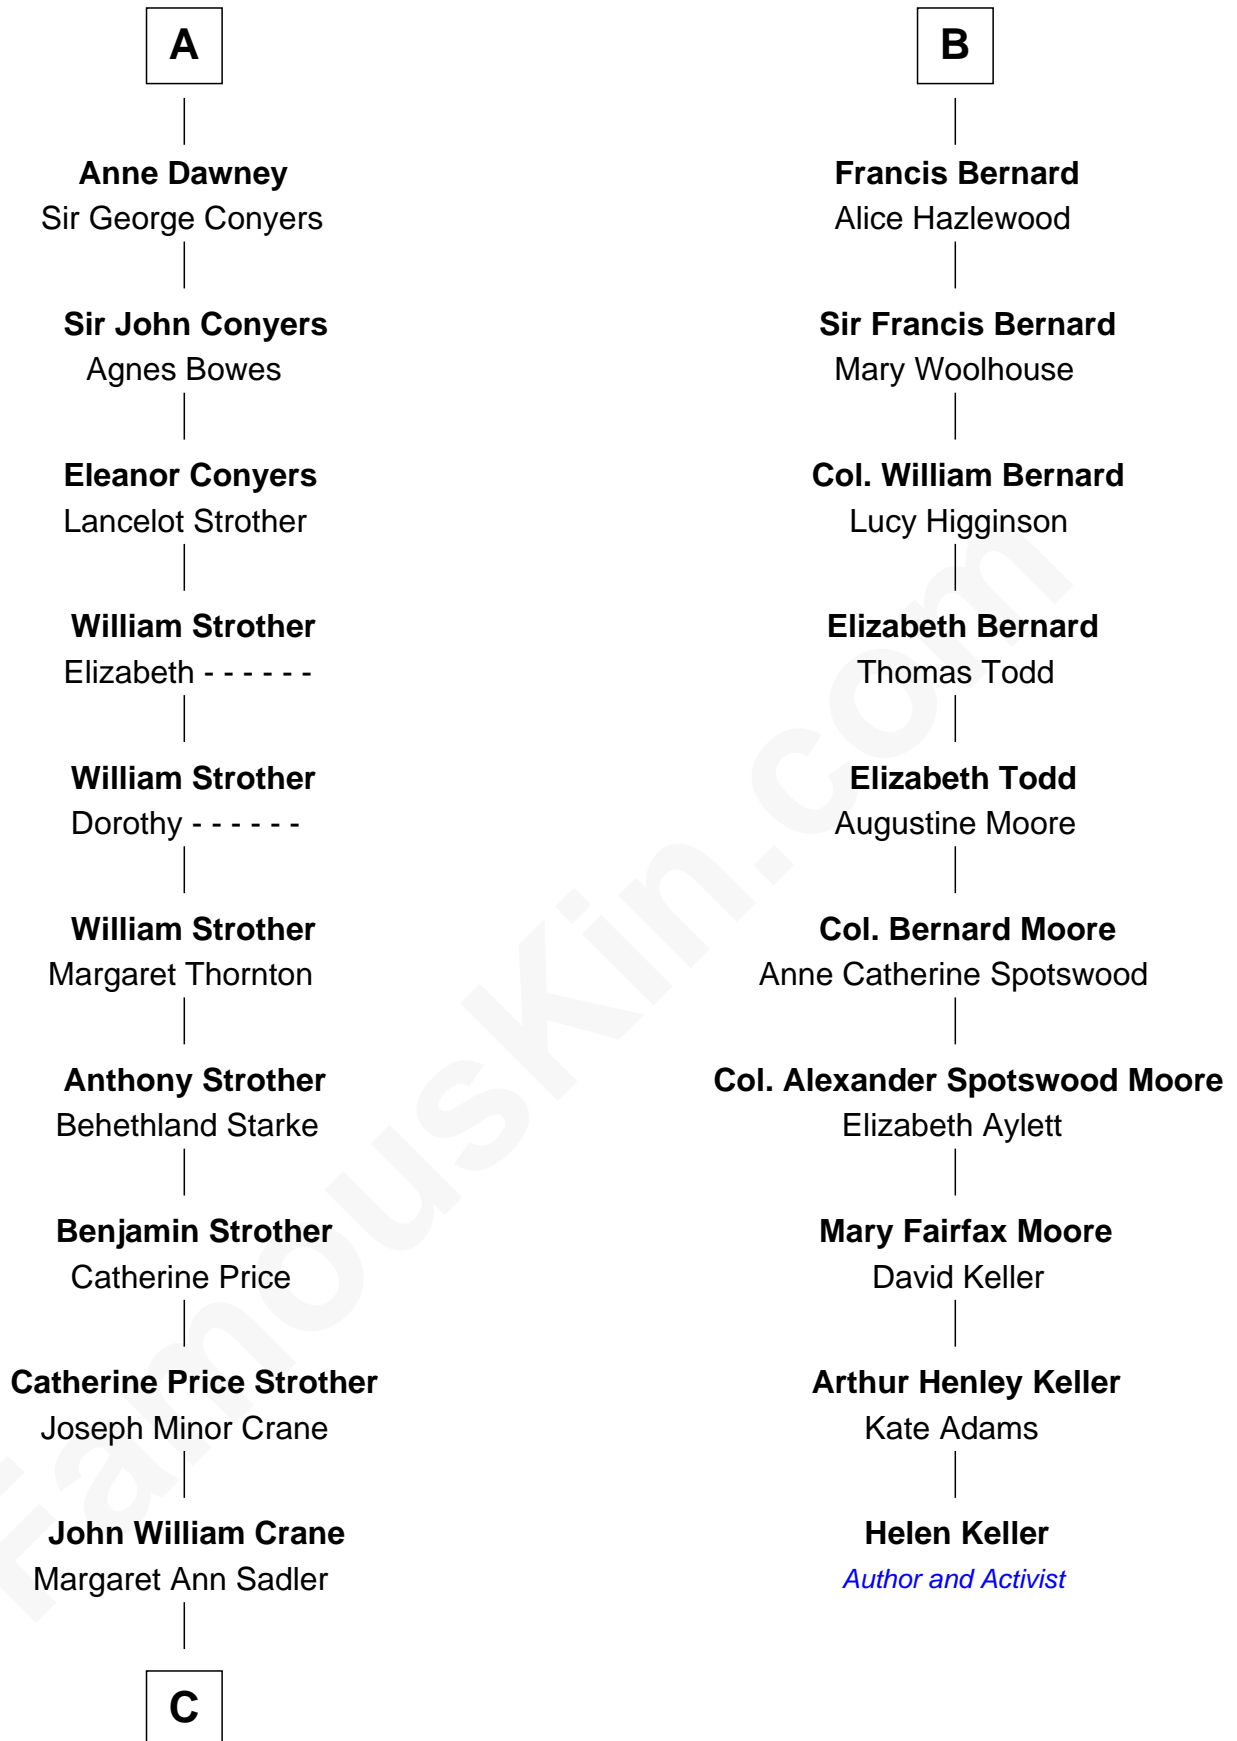 A
Anne Dawney
Sir George Conyers
Sir John Conyers
Agnes Bowes
Eleanor Conyers
Lancelot Strother
William Strother
Elizabeth - - - - - -
William Strother
Dorothy - - - - - -
William Strother
Margaret Thornton
Anthony Strother
Behethland Starke
Benjamin Strother
Catherine Price
Catherine Price Strother
Joseph Minor Crane
John William Crane
Margaret Ann Sadler
C
B
Francis Bernard
Alice Hazlewood
Sir Francis Bernard
Mary Woolhouse
Col. William Bernard
Lucy Higginson
Elizabeth Bernard
Thomas Todd
Elizabeth Todd
Augustine Moore
Col. Bernard Moore
Anne Catherine Spotswood
Col. Alexander Spotswood Moore
Elizabeth Aylett
Mary Fairfax Moore
David Keller
Arthur Henley Keller
Kate Adams
Helen Keller
Author and Activist
FamousKin.com